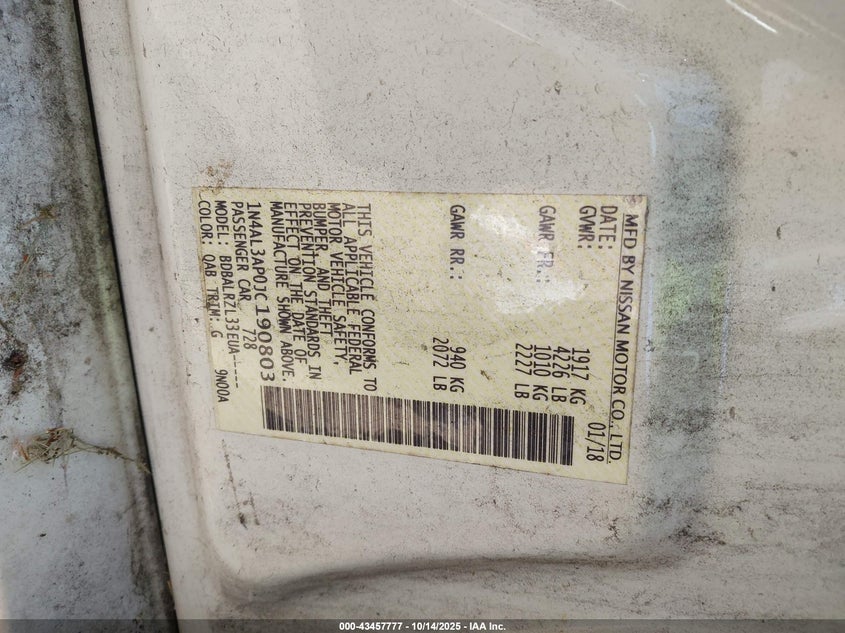 MFD BY NISSAN MOTOR CO., LTD.
DATE: 01/18
GVWR: 1917 KG
4226 LB
GAWR FR.: 1010 KG
2227 LB
GAWR RR.: 940 KG
2072 LB
THIS VEHICLE CONFORMS TO
ALL APPLICABLE FEDERAL
MOTOR VEHICLE SAFETY,
BUMPER, AND THEFT
PREVENTION STANDARDS IN
EFFECT ON THE DATE OF
MANUFACTURE SHOWN ABOVE.
1N4AL3AP0JC190803
PASSENGER CAR 728
MODEL: BDBALRZL33EUA-----
COLOR: QAB TRIM: G 9N00A
000-43457777 - 10/14/2025 - IAA Inc.